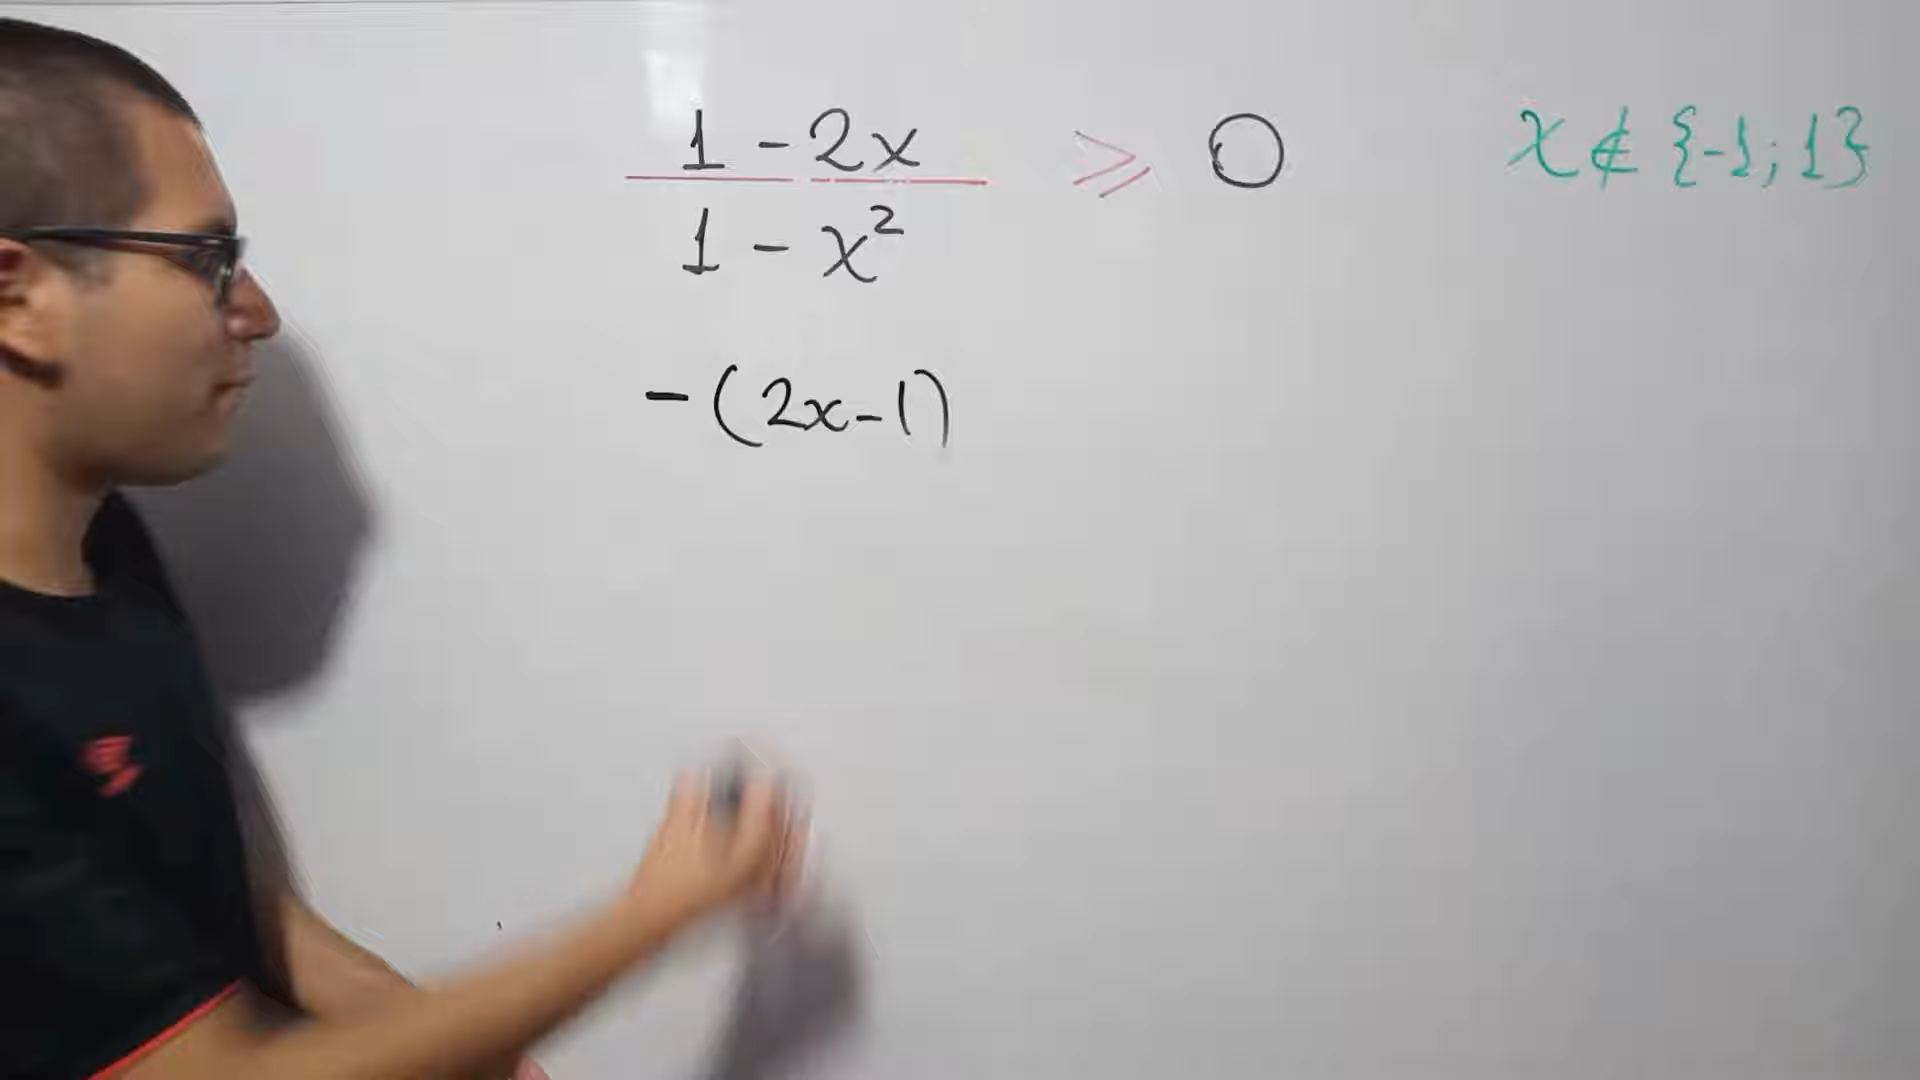 1 - 2x / 1 - x² ≥ 0   x ∉ {-1; 1}
-(2x-1)